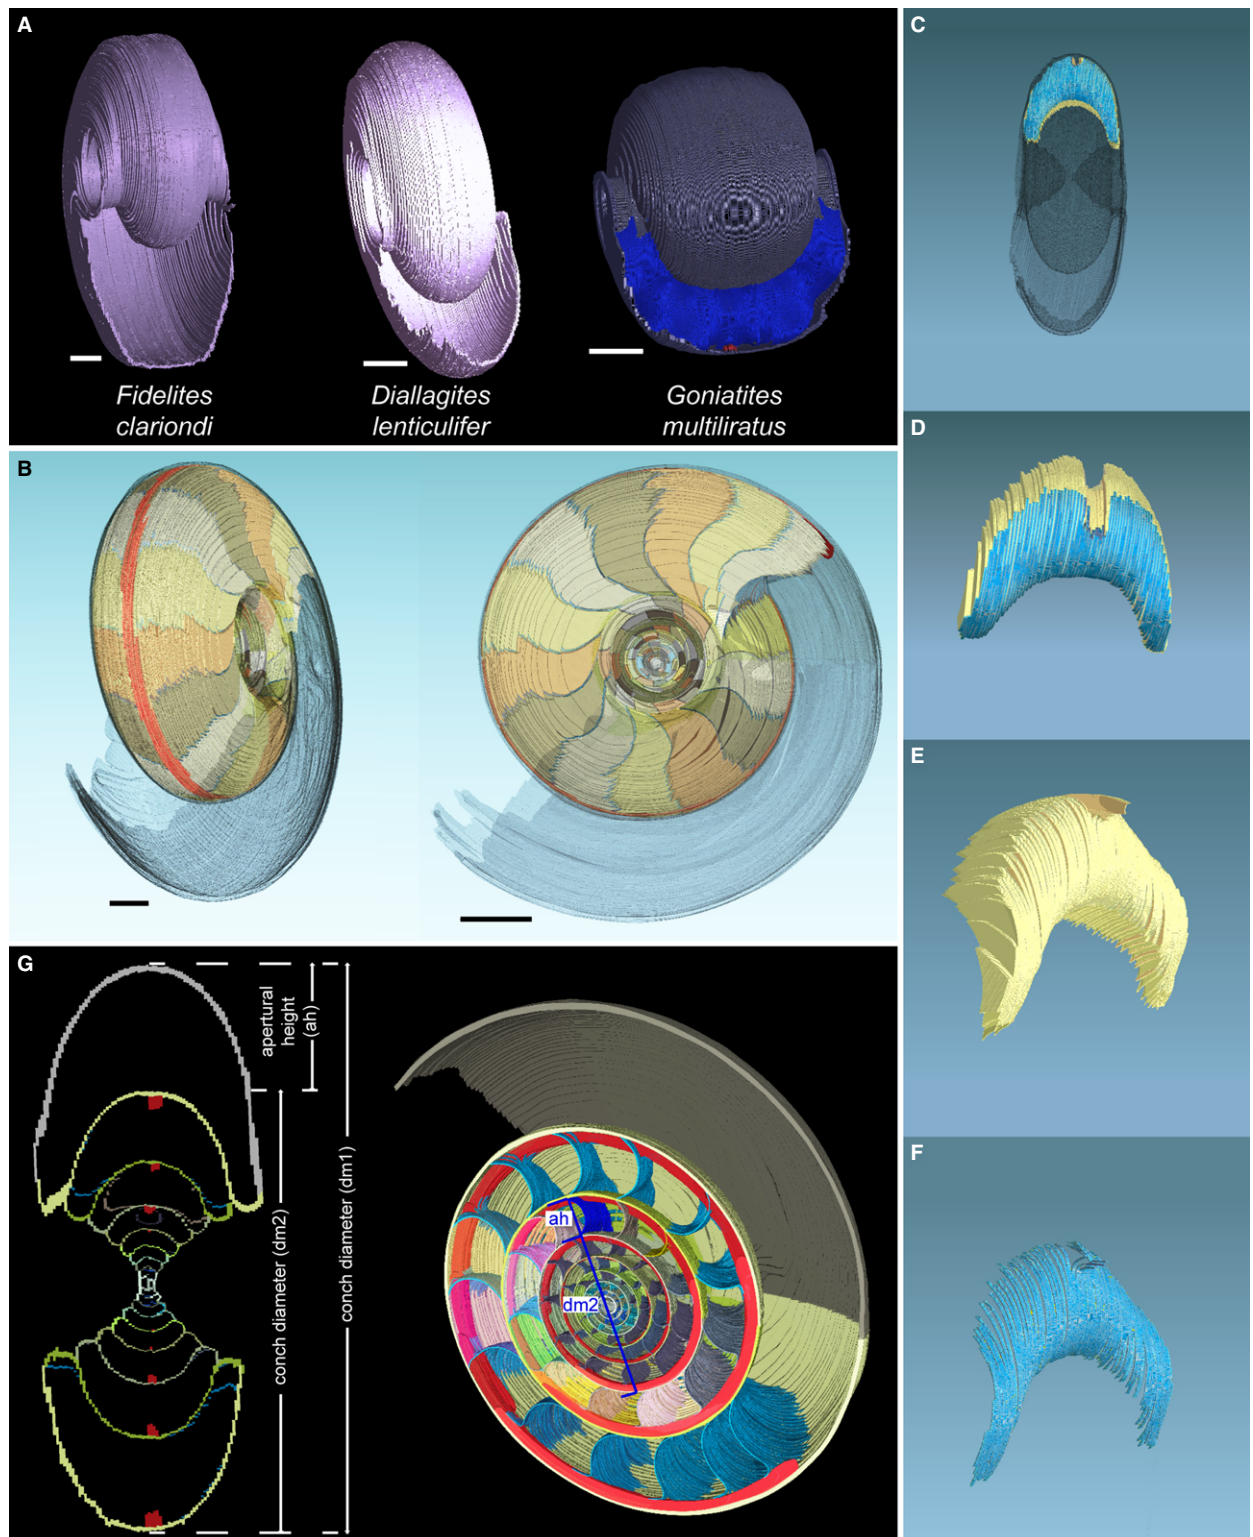 A
Fidelites
clariondi
Diallagites
lenticulifer
Goniatites
multiliratus
B
C
D
E
F
G
apertural
height
(ah)
conch diameter (dm2)
conch diameter (dm1)
ah
dm2